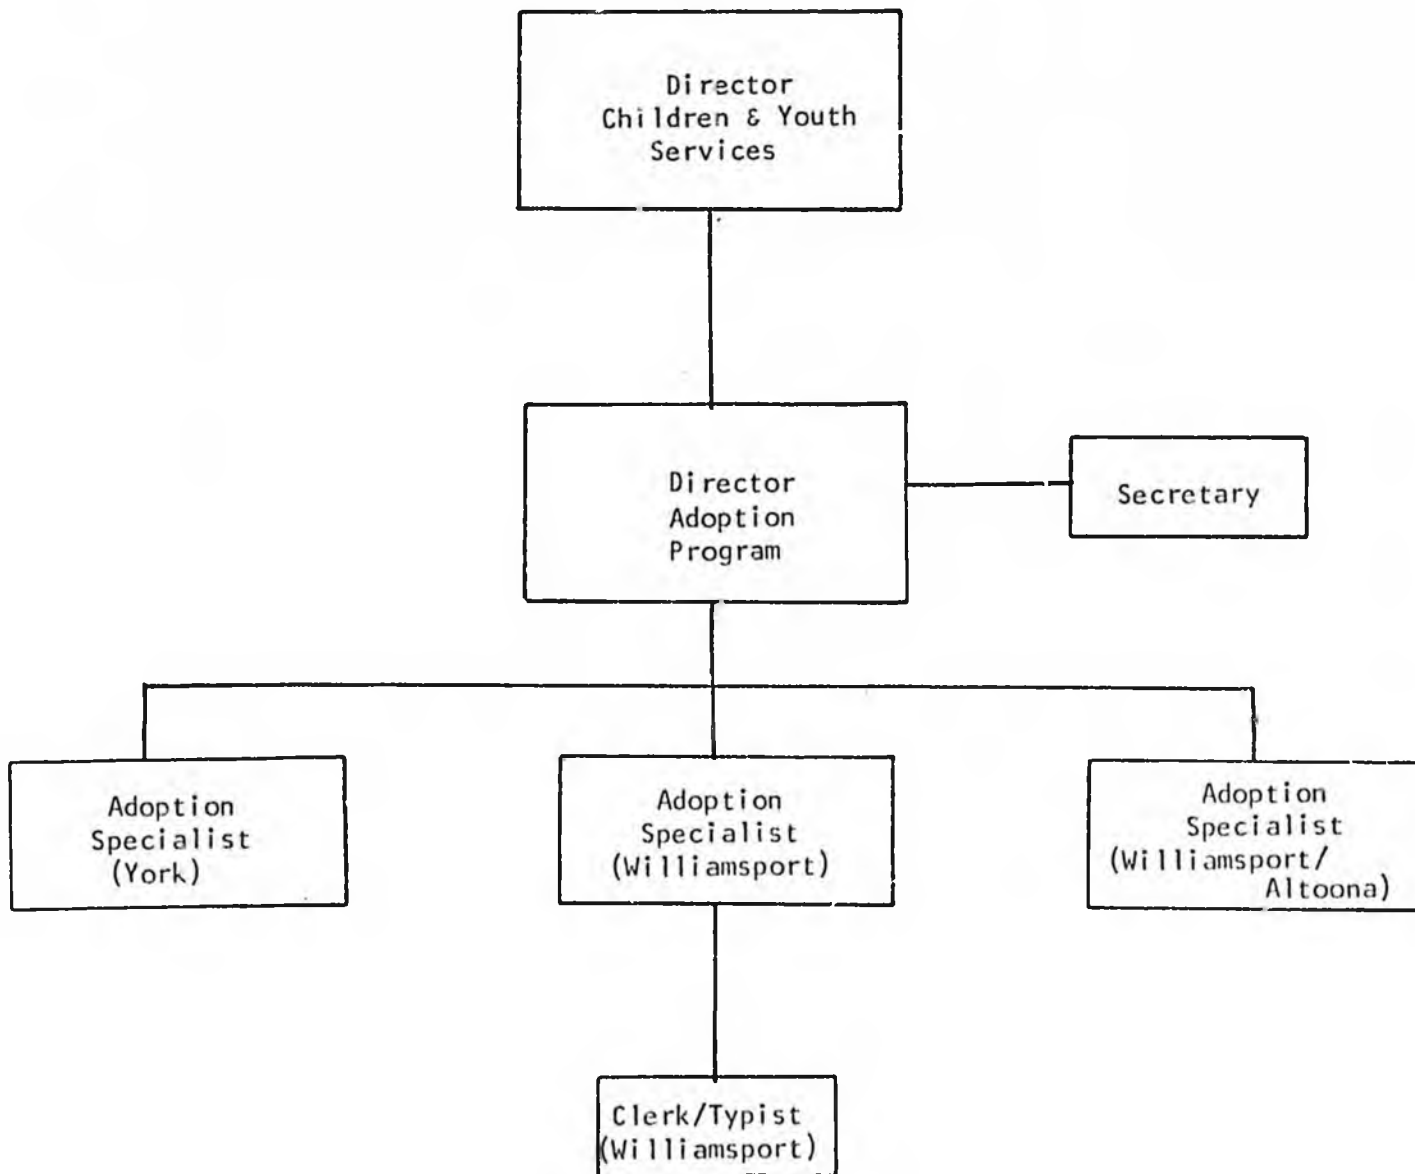 Director
Children & Youth
Services
Director
Adoption
Program
Secretary
Adoption
Specialist
(York)
Adoption
Specialist
(Williamsport)
Adoption
Specialist
(Williamsport/
Altoona)
Clerk/Typist
(Williamsport)